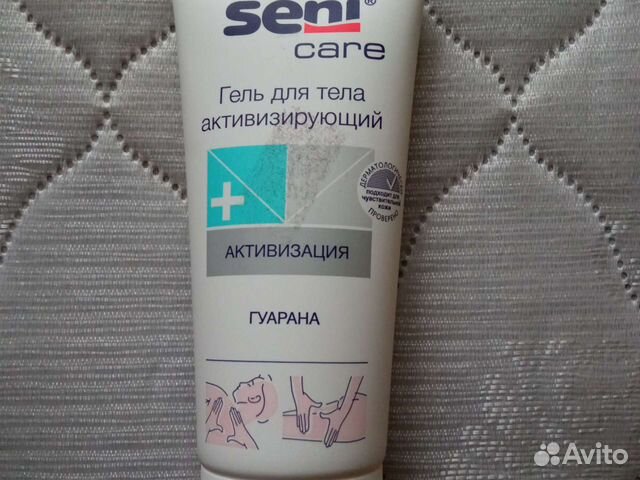 seni®
care
Гель для тела
активизирующий
ДЕРМАТОЛОГИЧЕСКИ
ПОДХОДИТ ДЛЯ
ЧУВСТВИТЕЛЬНОЙ
КОЖИ
ПРОВЕРЕНО
АКТИВИЗАЦИЯ
ГУАРАНА
Avito